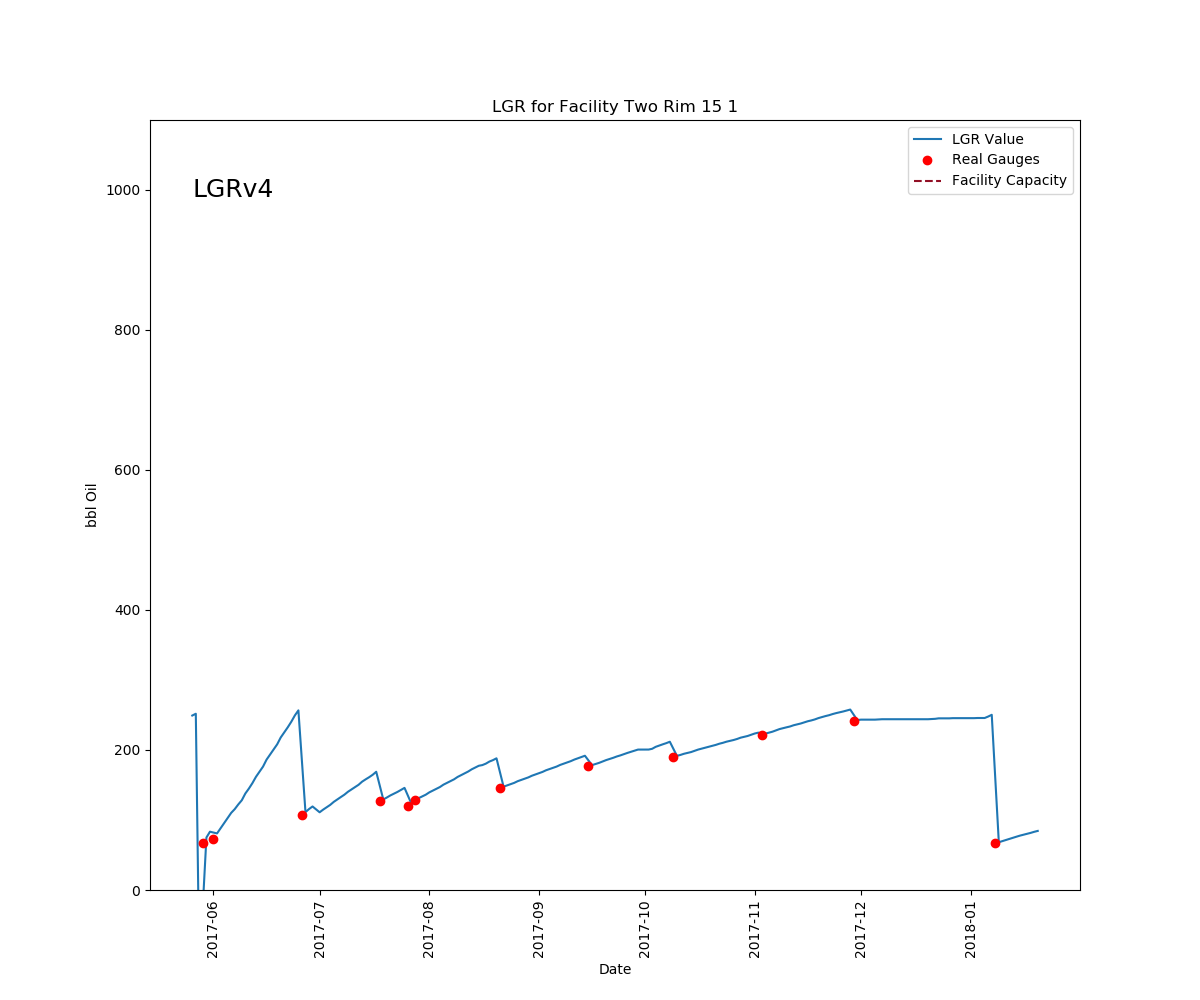 LGR for Facility Two Rim 15 1
LGRv4
LGR Value
Real Gauges
Facility Capacity
1000
800
600
400
200
0
bbl Oil
2017-06
2017-07
2017-08
2017-09
2017-10
2017-11
2017-12
2018-01
Date